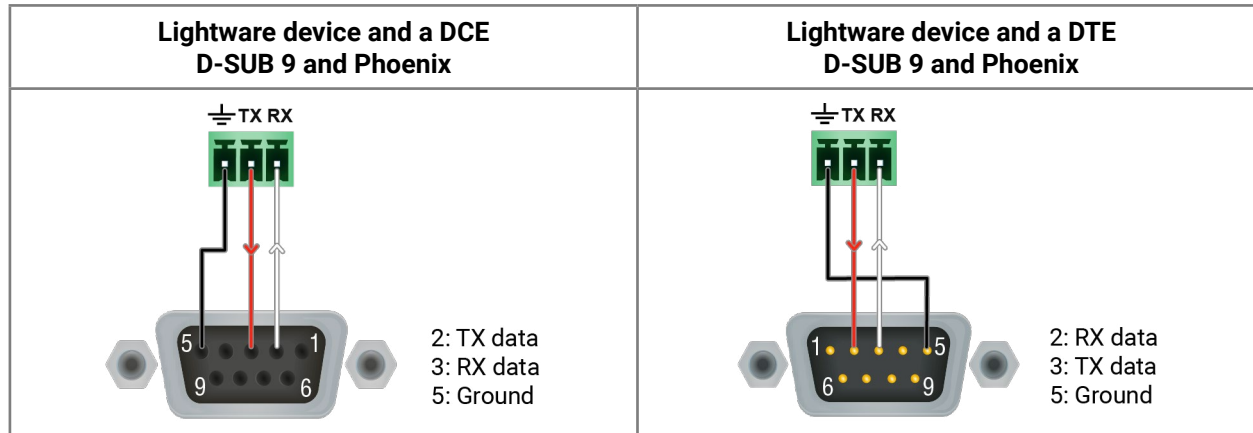 Lightware device and a DCE
D-SUB 9 and Phoenix
Lightware device and a DTE
D-SUB 9 and Phoenix
TX RX
5 1
9 6
2: TX data
3: RX data
5: Ground
TX RX
1 5
6 9
2: RX data
3: TX data
5: Ground